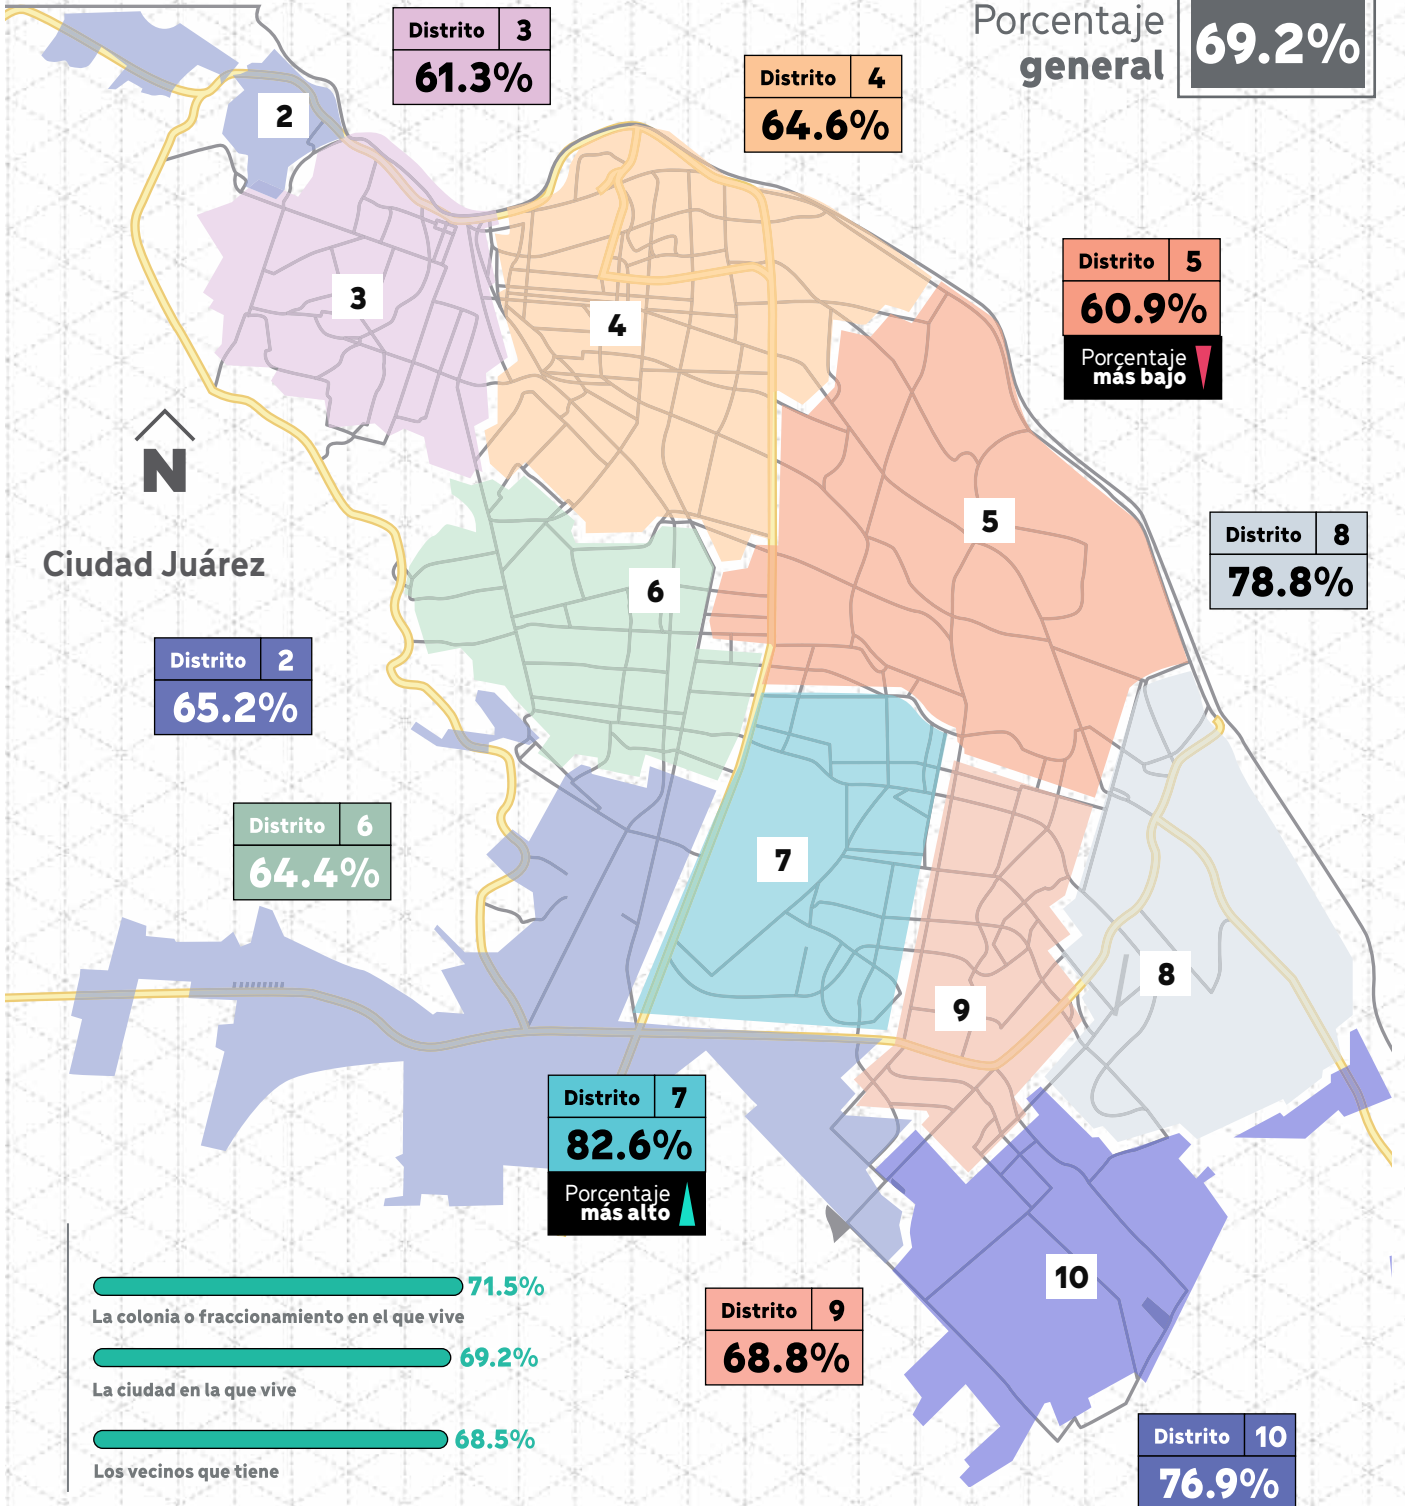 Distrito 3
61.3%
Porcentaje
general
69.2%
Distrito 4
64.6%
2
Distrito 5
60.9%
Porcentaje
más bajo
3
4
N
5
Distrito 8
78.8%
Ciudad Juárez
6
Distrito 2
65.2%
Distrito 6
64.4%
7
8
9
Distrito 7
82.6%
Porcentaje
más alto
10
71.5%
La colonia o fraccionamiento en el que vive
69.2%
La ciudad en la que vive
68.5%
Los vecinos que tiene
Distrito 9
68.8%
Distrito 10
76.9%